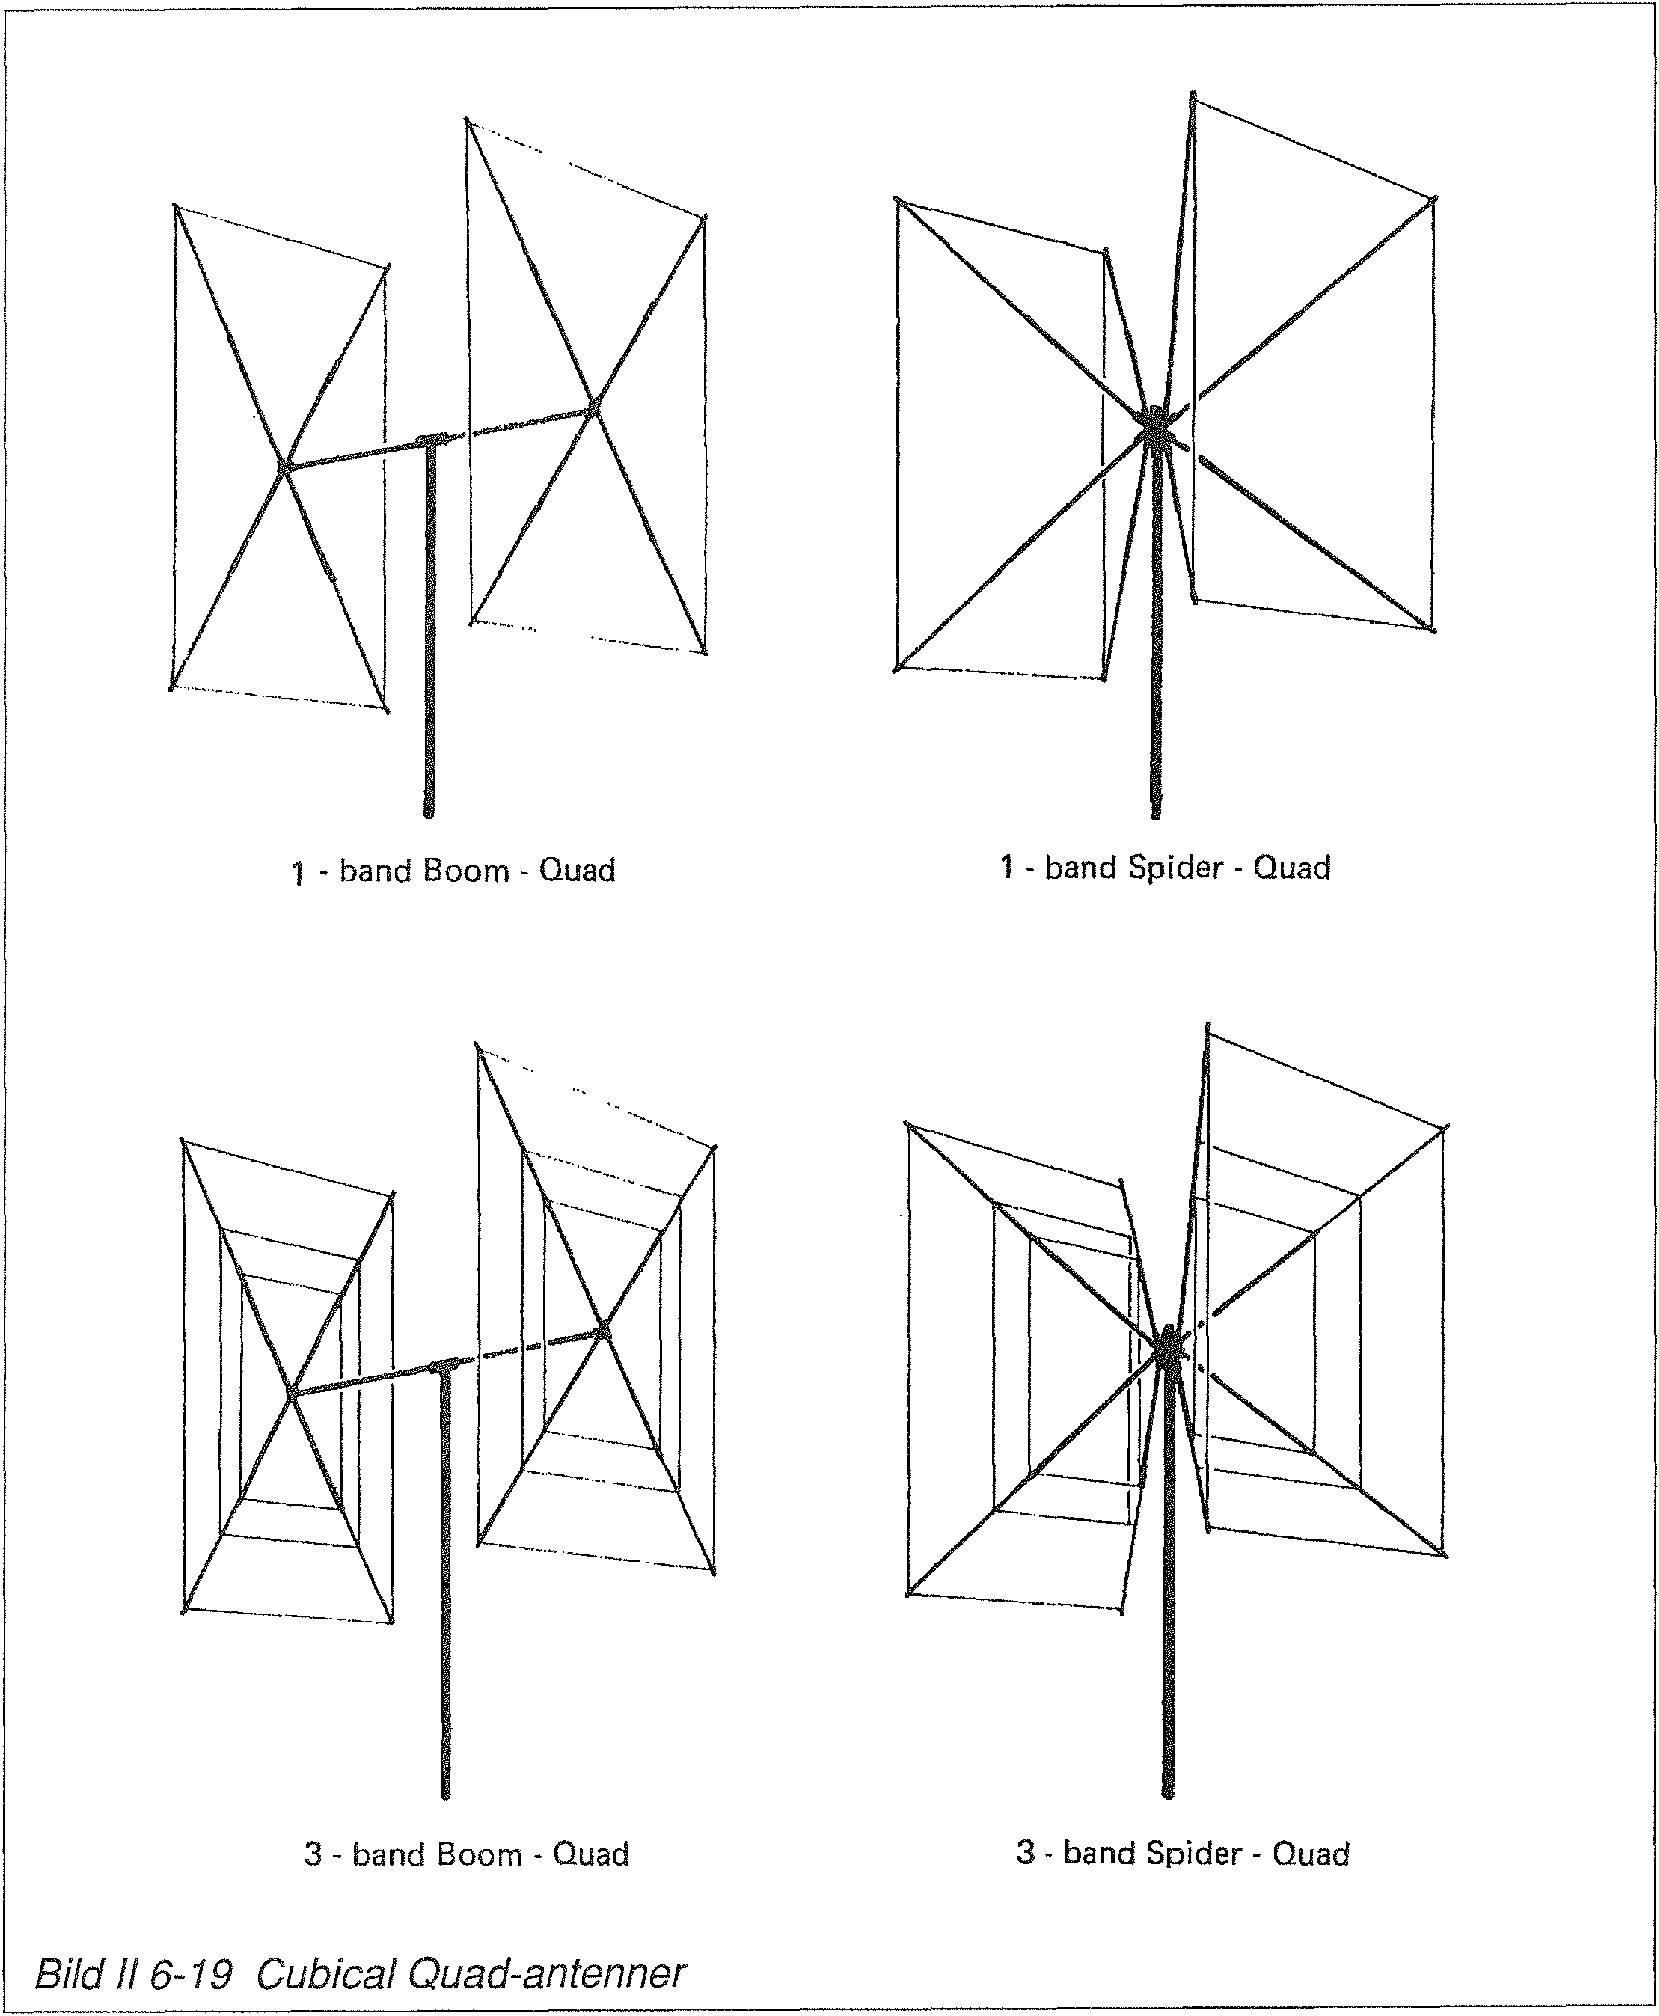 1 - band Boom - Quad
1 - band Spider - Quad
3 - band Boom - Quad
3 - band Spider - Quad
Bild II 6-19 Cubical Quad-antenner